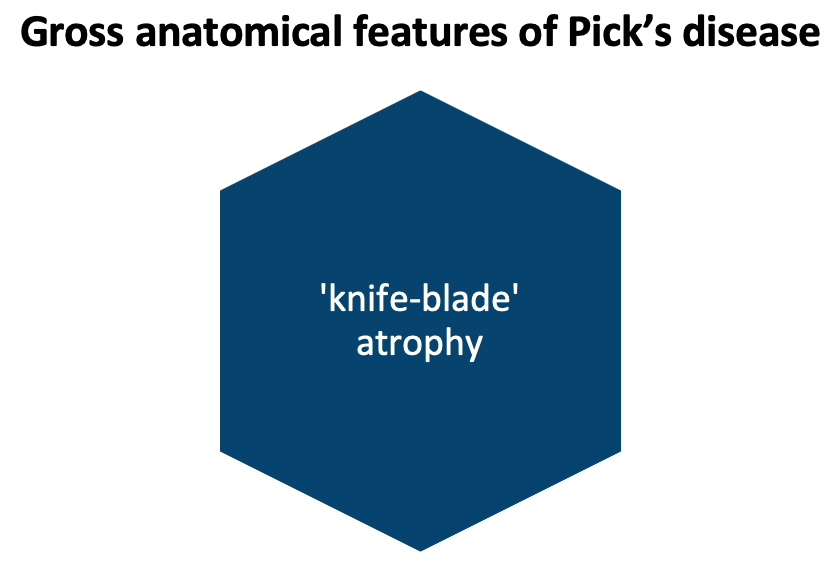 Gross anatomical features of Pick’s disease
'knife-blade'
atrophy